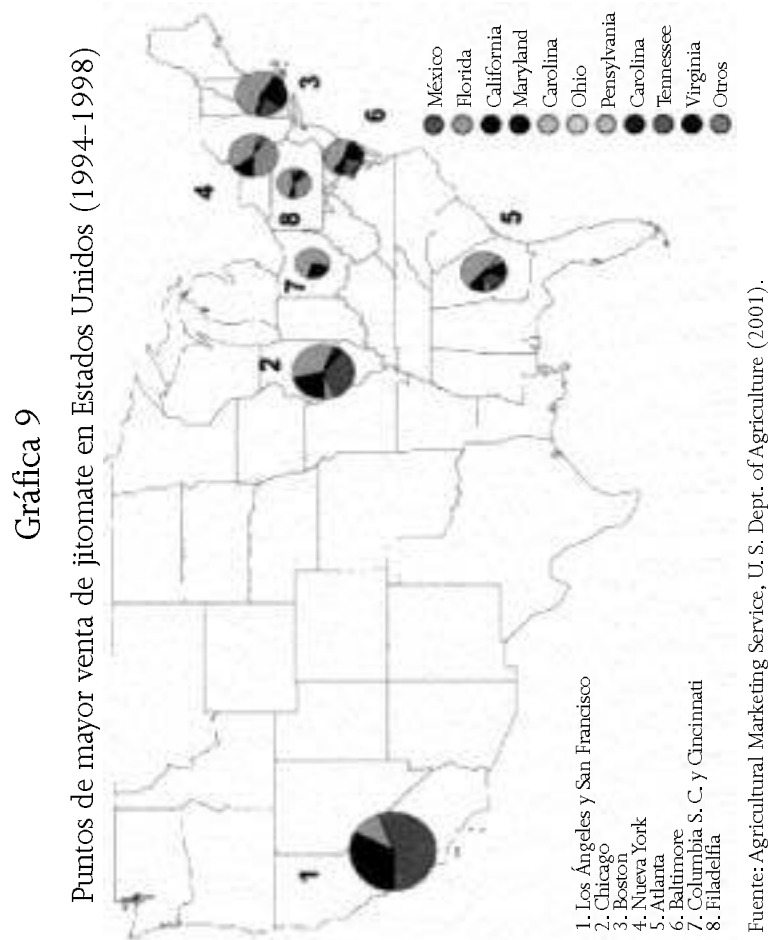 Gráfica 9
Puntos de mayor venta de jitomate en Estados Unidos (1994-1998)
1
2
3
4
5
6
7
8
México
Florida
California
Maryland
Carolina
Ohio
Pensylvania
Carolina
Tennessee
Virginia
Otros
1. Los Ángeles y San Francisco
2. Chicago
3. Boston
4. Nueva York
5. Atlanta
6. Baltimore
7. Columbia S. C. y Cincinnati
8. Filadelfia
Fuente: Agricultural Marketing Service, U. S. Dept. of Agriculture (2001).